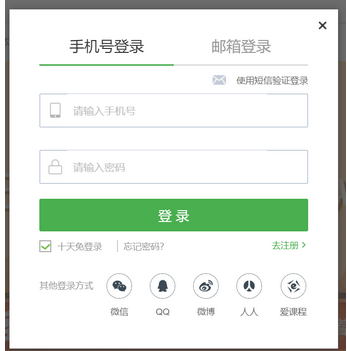 手机号登录 邮箱登录
使用短信验证登录
请输入手机号
请输入密码
登 录
十天免登录 | 忘记密码? 去注册 >
其他登录方式
微信 QQ 微博 人人 爱课程